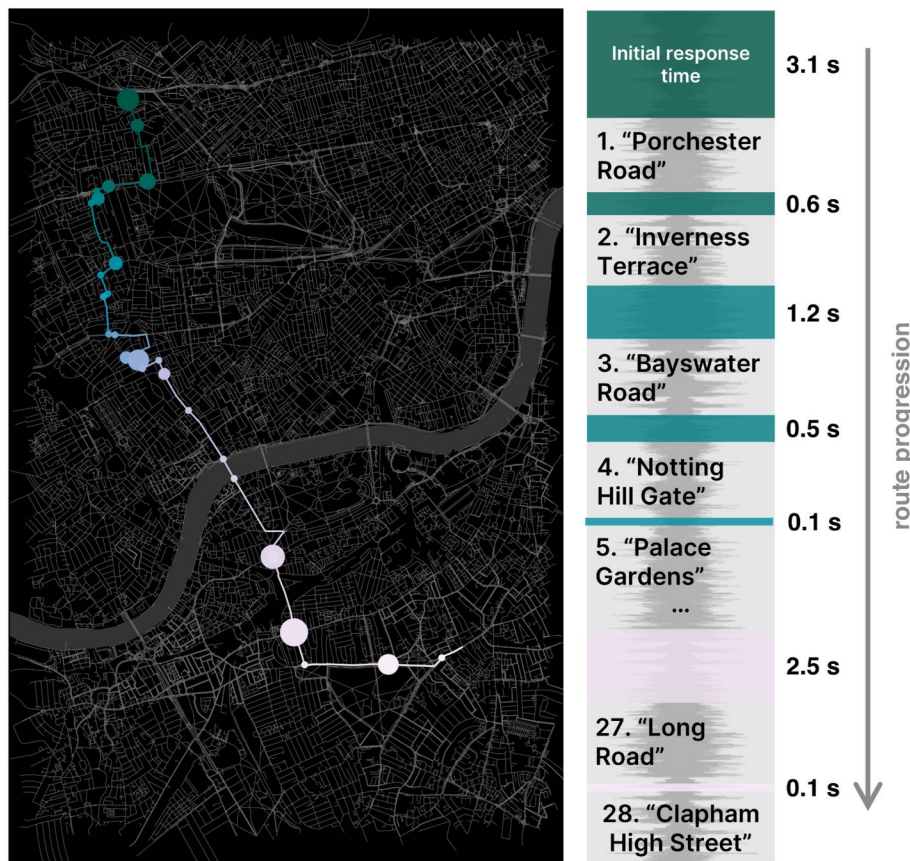 Initial response
time
3.1 s
1. “Porchester
Road”
0.6 s
2. “Inverness
Terrace”
1.2 s
3. “Bayswater
Road”
0.5 s
4. “Notting
Hill Gate”
0.1 s
5. “Palace
Gardens”
...
2.5 s
27. “Long
Road”
0.1 s
28. “Clapham
High Street”
route progression